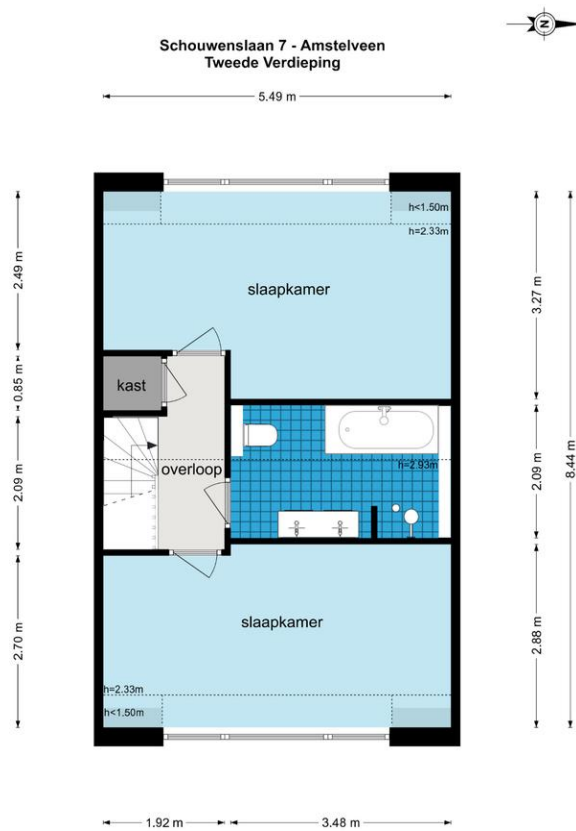 N
Schouwenslaan 7 - Amstelveen
Tweede Verdieping
5.49 m
h<1.50m
h=2.33m
2.49 m
3.27 m
slaapkamer
kast
0.85 m
overloop
h=2.93m
2.09 m
2.09 m
8.44 m
slaapkamer
2.70 m
2.88 m
h=2.33m
h<1.50m
1.92 m
3.48 m